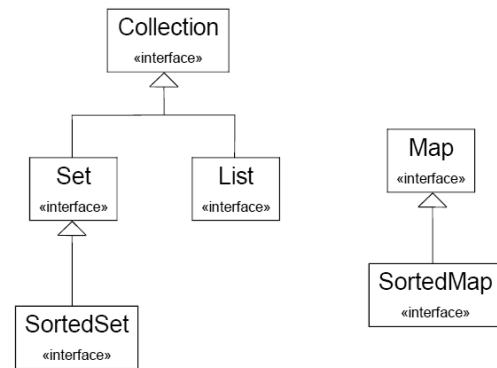 Collection
«interface»
Set
«interface»
List
«interface»
Map
«interface»
SortedSet
«interface»
SortedMap
«interface»